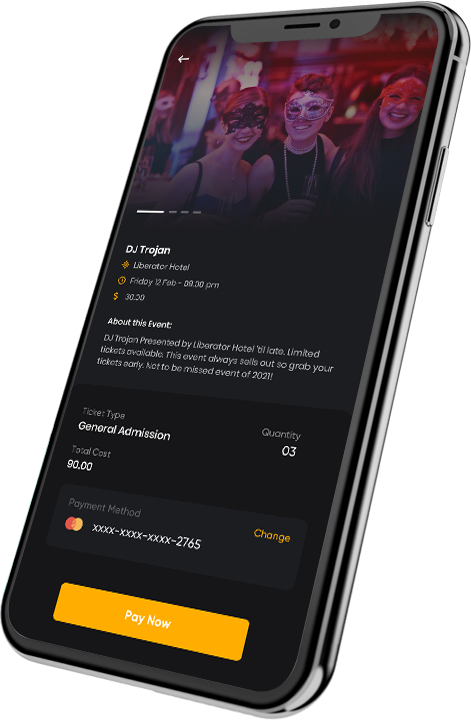 DJ Trojan
Liberator Hotel
Friday 12 Feb - 09.00 pm
$ 30.00
About this Event:
DJ Trojan Presented by Liberator Hotel 'til late. Limited
tickets available. This event always sells out so grab your
tickets early. Not to be missed event of 2021!
Ticket Type
General Admission
Quantity
03
Total Cost
90.00
Payment Method
xxxx-xxxx-xxxx-2765
Change
Pay Now